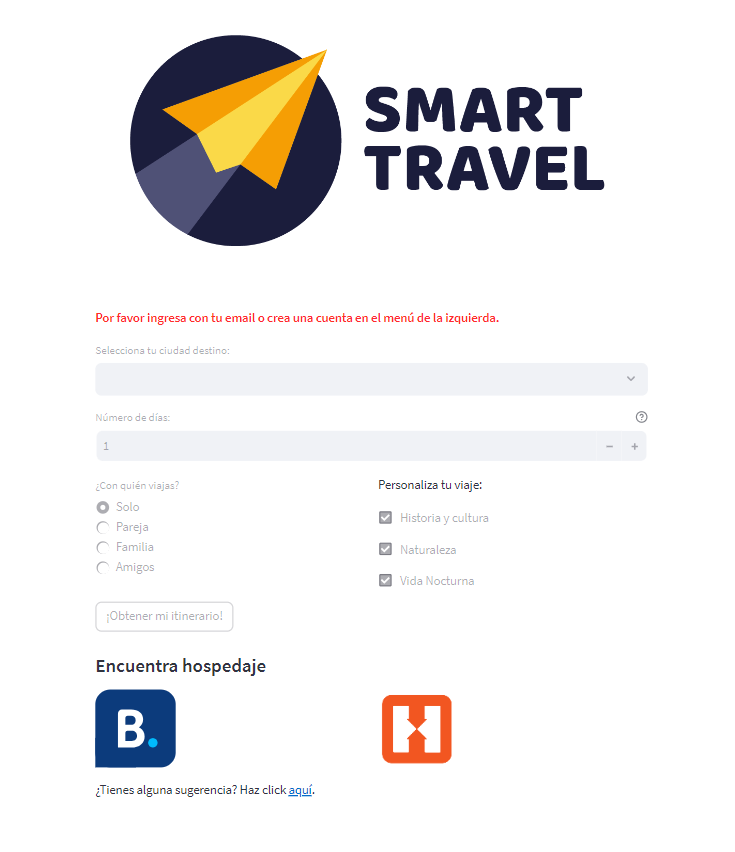 SMART
TRAVEL
Por favor ingresa con tu email o crea una cuenta en el menú de la izquierda.
Selecciona tu ciudad destino:
Número de días:
1
¿Con quién viajas?
Solo
Pareja
Familia
Amigos
Personaliza tu viaje:
Historia y cultura
Naturaleza
Vida Nocturna
¡Obtener mi itinerario!
Encuentra hospedaje
B.
H
¿Tienes alguna sugerencia? Haz click aquí.